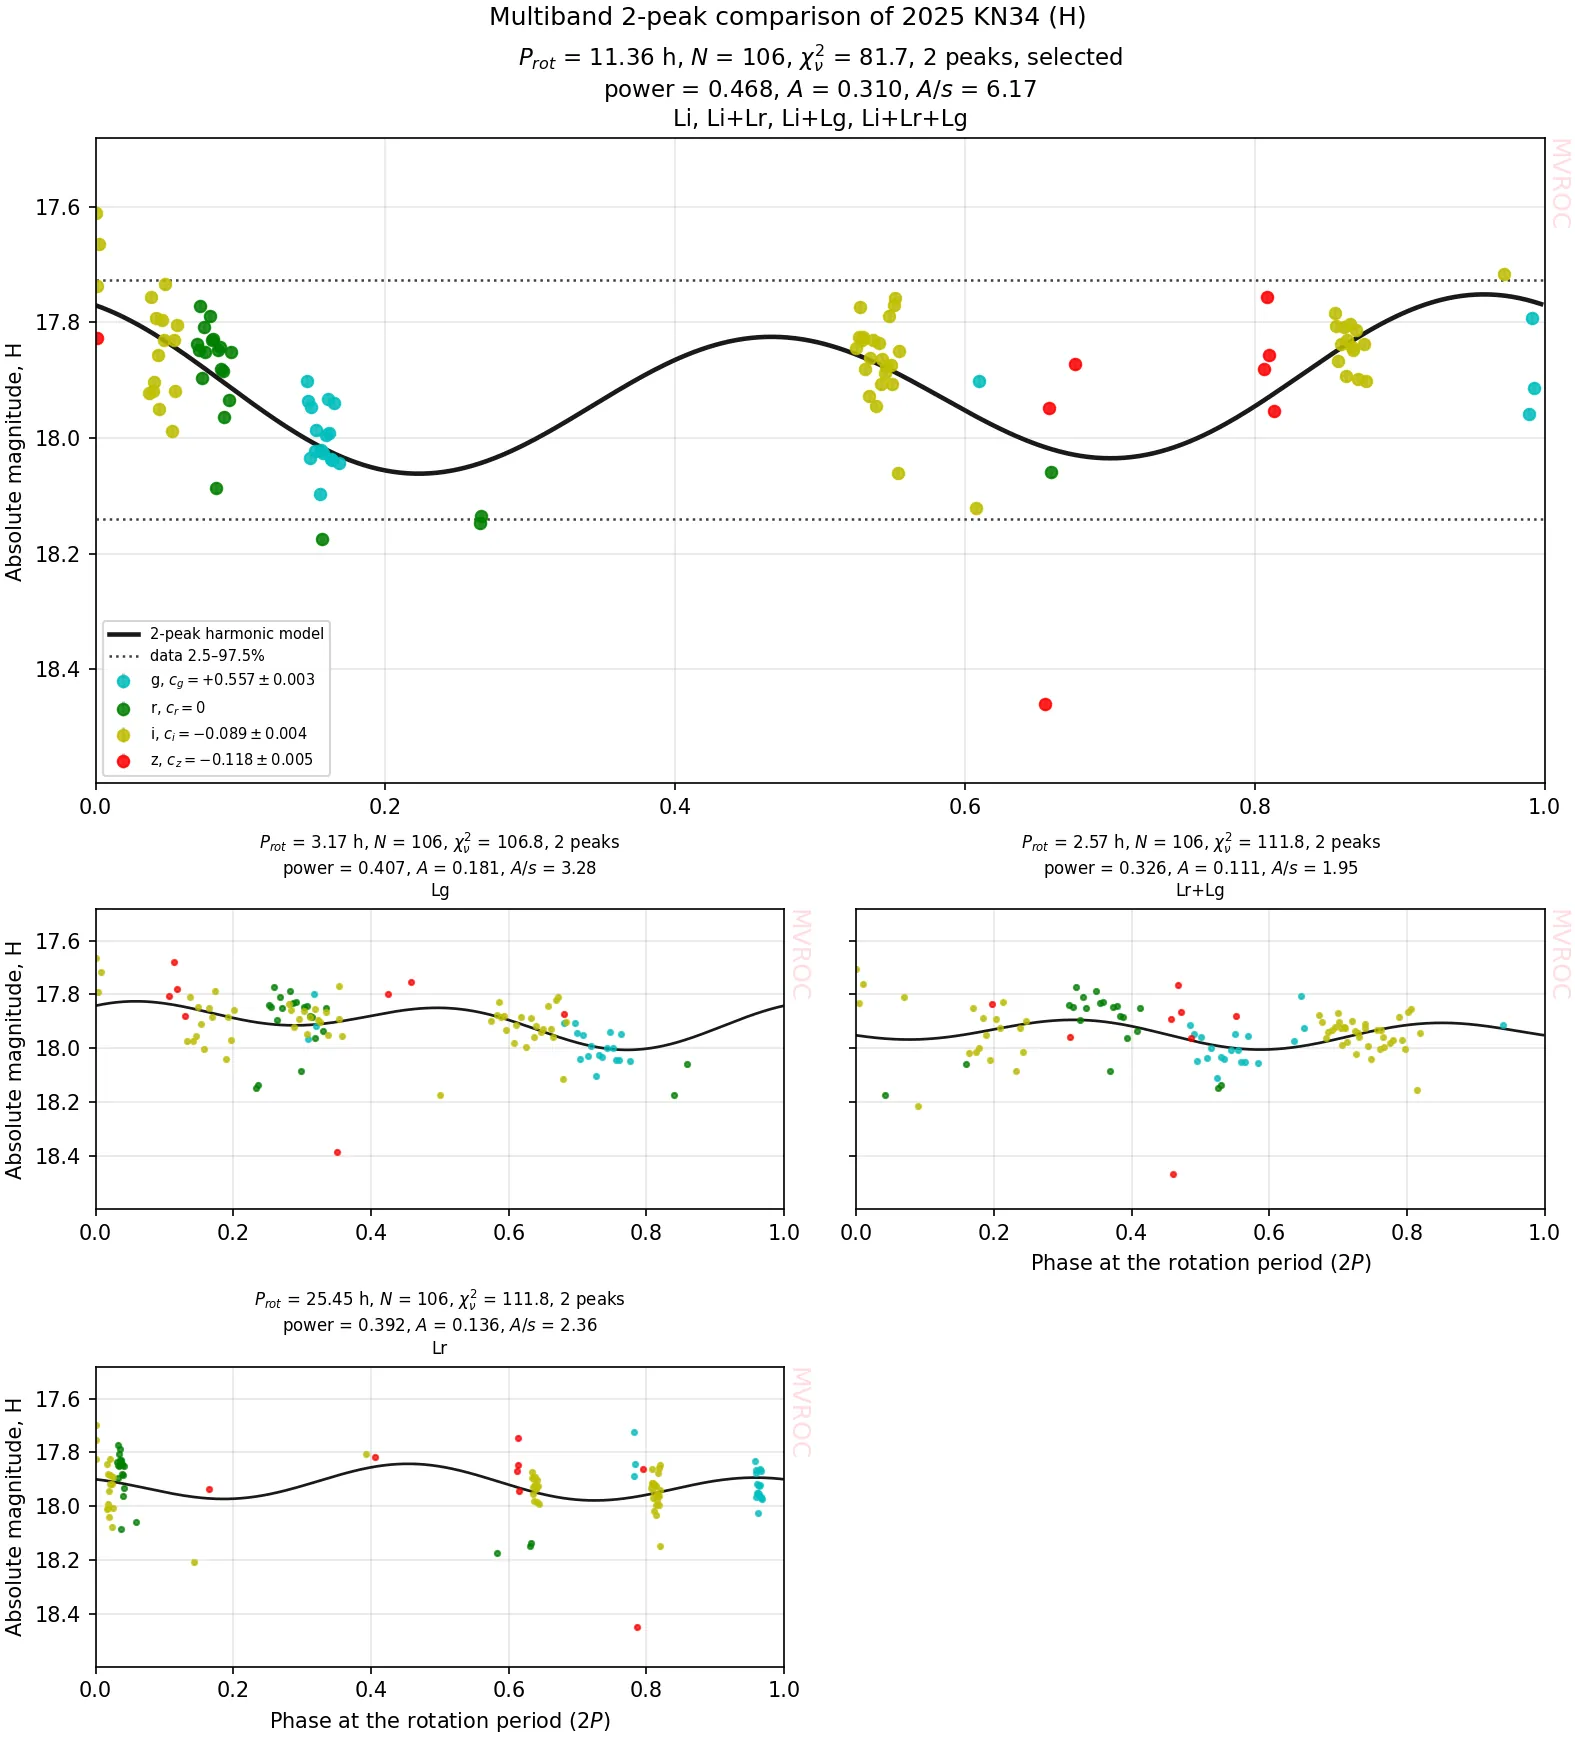 Multiband 2-peak comparison of 2025 KN34 (H)
P_rot = 11.36 h, N = 106, χ²_ν = 81.7, 2 peaks, selected
power = 0.468, A = 0.310, A/s = 6.17
Li, Li+Lr, Li+Lg, Li+Lr+Lg
MVROC
Absolute magnitude, H
17.6
17.8
18.0
18.2
18.4
2-peak harmonic model
data 2.5–97.5%
g, c_g = +0.557 ± 0.003
r, c_r = 0
i, c_i = −0.089 ± 0.004
z, c_z = −0.118 ± 0.005
0.0 0.2 0.4 0.6 0.8 1.0
P_rot = 3.17 h, N = 106, χ²_ν = 106.8, 2 peaks
power = 0.407, A = 0.181, A/s = 3.28
Lg
MVROC
Absolute magnitude, H
17.6
17.8
18.0
18.2
18.4
0.0 0.2 0.4 0.6 0.8 1.0
P_rot = 2.57 h, N = 106, χ²_ν = 111.8, 2 peaks
power = 0.326, A = 0.111, A/s = 1.95
Lr+Lg
MVROC
0.0 0.2 0.4 0.6 0.8 1.0
Phase at the rotation period (2P)
P_rot = 25.45 h, N = 106, χ²_ν = 111.8, 2 peaks
power = 0.392, A = 0.136, A/s = 2.36
Lr
MVROC
Absolute magnitude, H
17.6
17.8
18.0
18.2
18.4
0.0 0.2 0.4 0.6 0.8 1.0
Phase at the rotation period (2P)